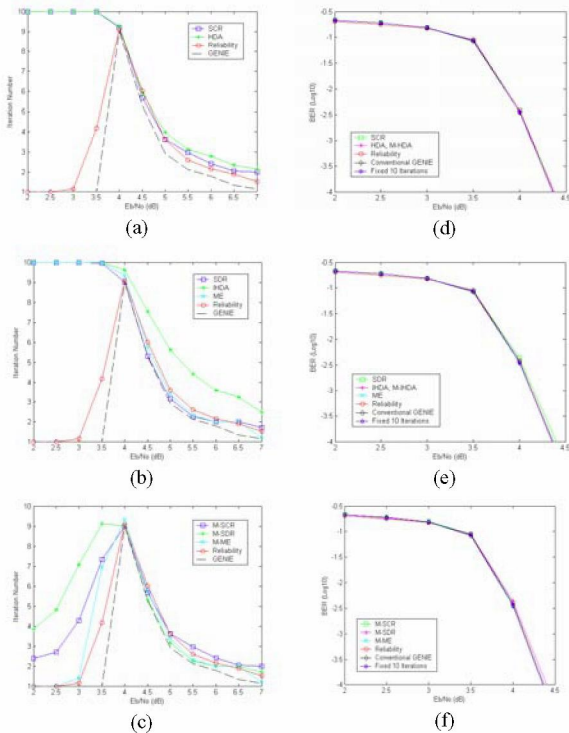 SCR
HDA
Reliability
GENIE
Iteration Number
10
9
8
7
6
5
4
3
2
1
2 2.5 3 3.5 4 4.5 5 5.5 6 6.5 7
Eb/No (dB)
(a)
BER (Log10)
-0.5
-1
-1.5
-2
-2.5
-3
-3.5
-4
SCR
HDA, M-HDA
Reliability
Conventional GENIE
Fixed 10 Iterations
2 2.5 3 3.5 4 4.5
Eb/No (dB)
(d)
SDR
IHDA
ME
Reliability
GENIE
Iteration Number
10
9
8
7
6
5
4
3
2
1
2 2.5 3 3.5 4 4.5 5 5.5 6 6.5 7
Eb/No (dB)
(b)
BER (Log10)
-0.5
-1
-1.5
-2
-2.5
-3
-3.5
-4
SDR
IHDA, M-IHDA
ME
Reliability
Conventional GENIE
Fixed 10 Iterations
2 2.5 3 3.5 4 4.5
Eb/No (dB)
(e)
M-SCR
M-SDR
M-ME
Reliability
GENIE
Iteration Number
10
9
8
7
6
5
4
3
2
1
2 2.5 3 3.5 4 4.5 5 5.5 6 6.5 7
Eb/No (dB)
(c)
BER (Log10)
-0.5
-1
-1.5
-2
-2.5
-3
-3.5
-4
M-SCR
M-SDR
M-ME
Reliability
Conventional GENIE
Fixed 10 Iterations
2 2.5 3 3.5 4 4.5
Eb/No (dB)
(f)